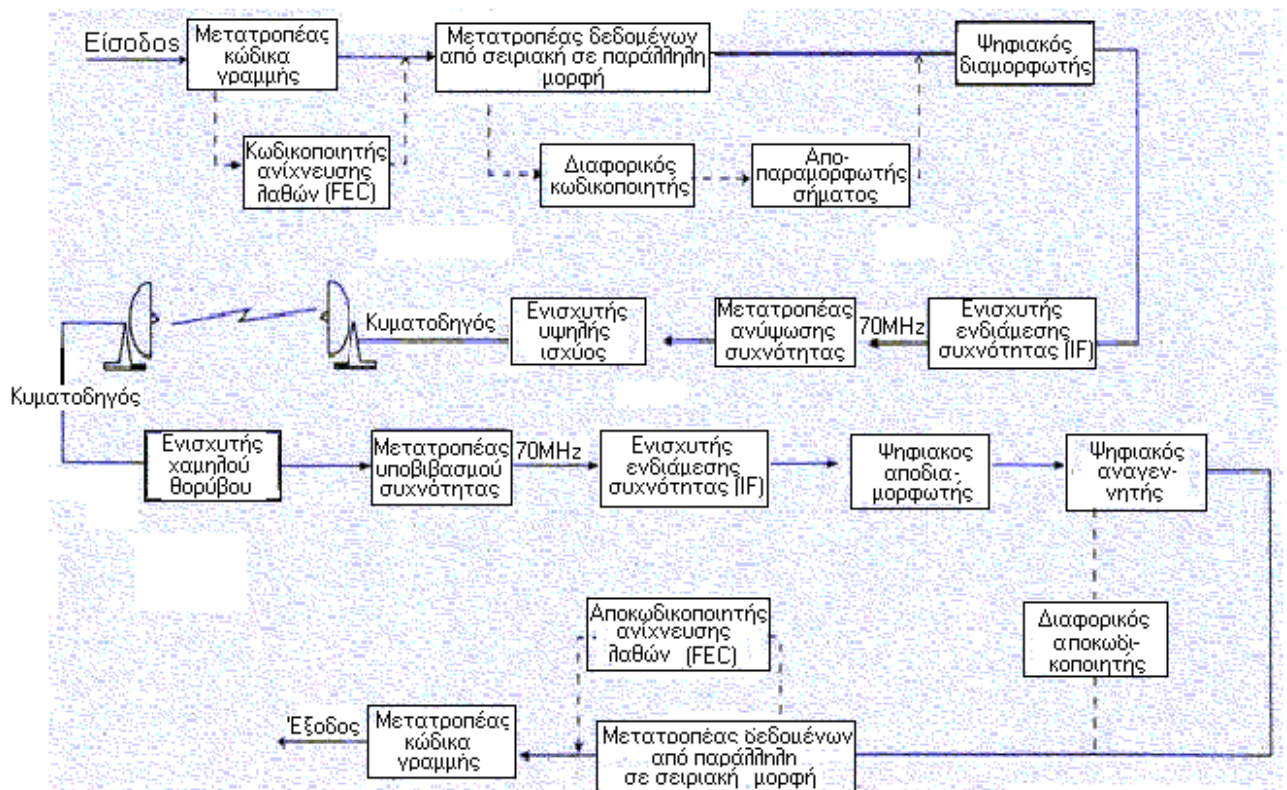 Είσοδος
Μετατροπέας
κώδικα
γραμμής
Μετατροπέας δεδομένων
από σειριακή σε παράλληλη
μορφή
Ψηφιακός
διαμορφωτής
Κωδικοποιητής
ανίχνευσης
λαθών (FEC)
Διαφορικός
κωδικοποιητής
Απο-
παραμορφωτής
σήματος
Κυματοδηγός
Ενισχυτής
υψηλής
ισχύος
Μετατροπέας
ανύψωσης
συχνότητας
70MHz
Ενισχυτής
ενδιάμεσης
συχνότητας (IF)
Κυματοδηγός
Ενισχυτής
χαμηλού
θορύβου
Μετατροπέας
υποβιβασμού
συχνότητας
70MHz
Ενισχυτής
ενδιάμεσης
συχνότητας (IF)
Ψηφιακος
αποδια-
μορφωτής
Ψηφιακός
αναγεν-
νητής
Αποκωδικοποιητής
ανίχνευσης
λαθών (FEC)
Διαφορικός
αποκωδι-
κοποιητής
Έξοδος
Μετατροπέας
κώδικα
γραμμής
Μετατροπέας δεδομένων
από παράλληλη
σε σειριακή μορφή